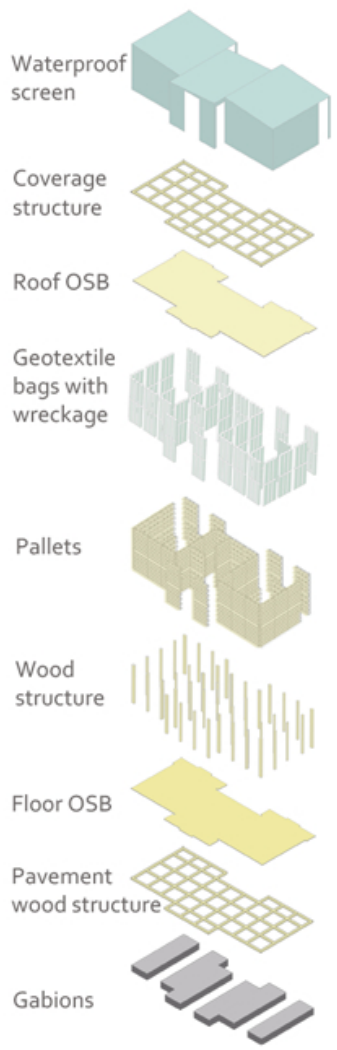 Waterproof
screen
Coverage
structure
Roof OSB
Geotextile
bags with
wreckage
Pallets
Wood
structure
Floor OSB
Pavement
wood structure
Gabions